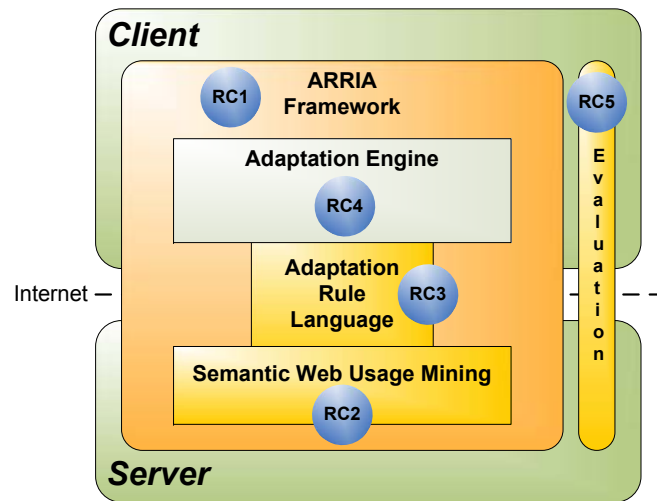 Client
ARRIA
Framework
RC1
RC5
Adaptation Engine
RC4
Adaptation
Rule
Language
RC3
Internet
Semantic Web Usage Mining
RC2
Evaluation
Server